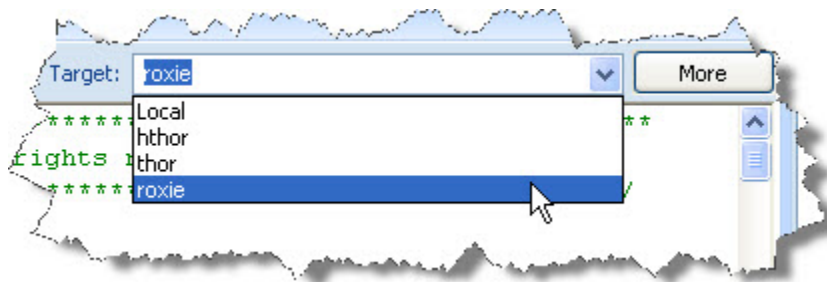 Target: roxie More
Local
******
**
hthor
rights
thor
******
/
roxie